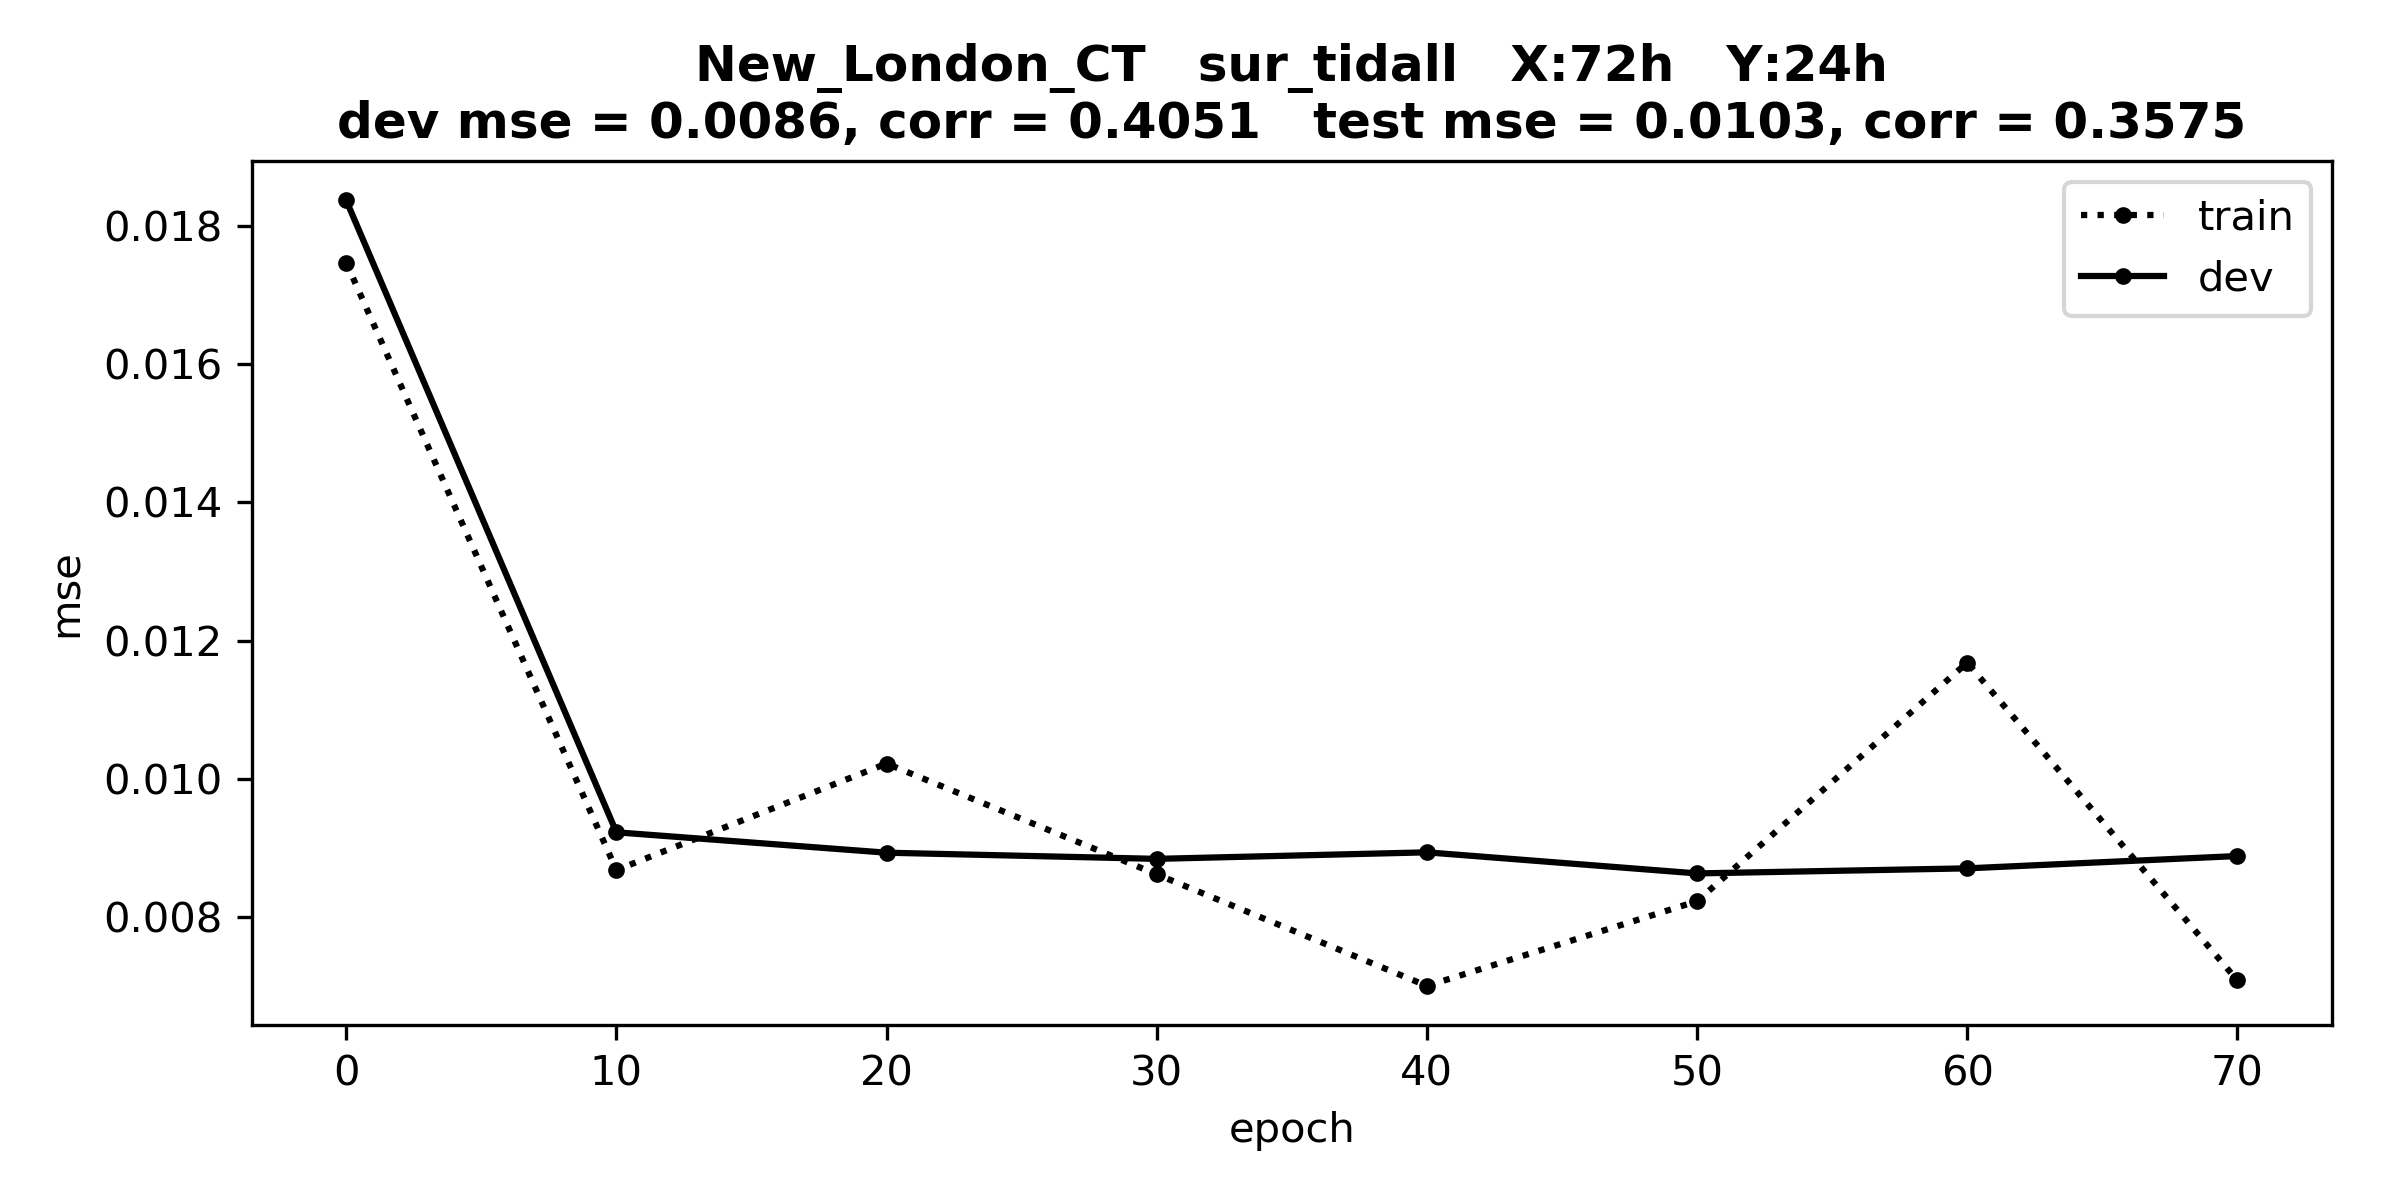 New_London_CT   sur_tidall   X:72h   Y:24h
dev mse = 0.0086, corr = 0.4051   test mse = 0.0103, corr = 0.3575
train
dev
0.018
0.016
0.014
0.012
0.010
0.008
mse
0 10 20 30 40 50 60 70
epoch